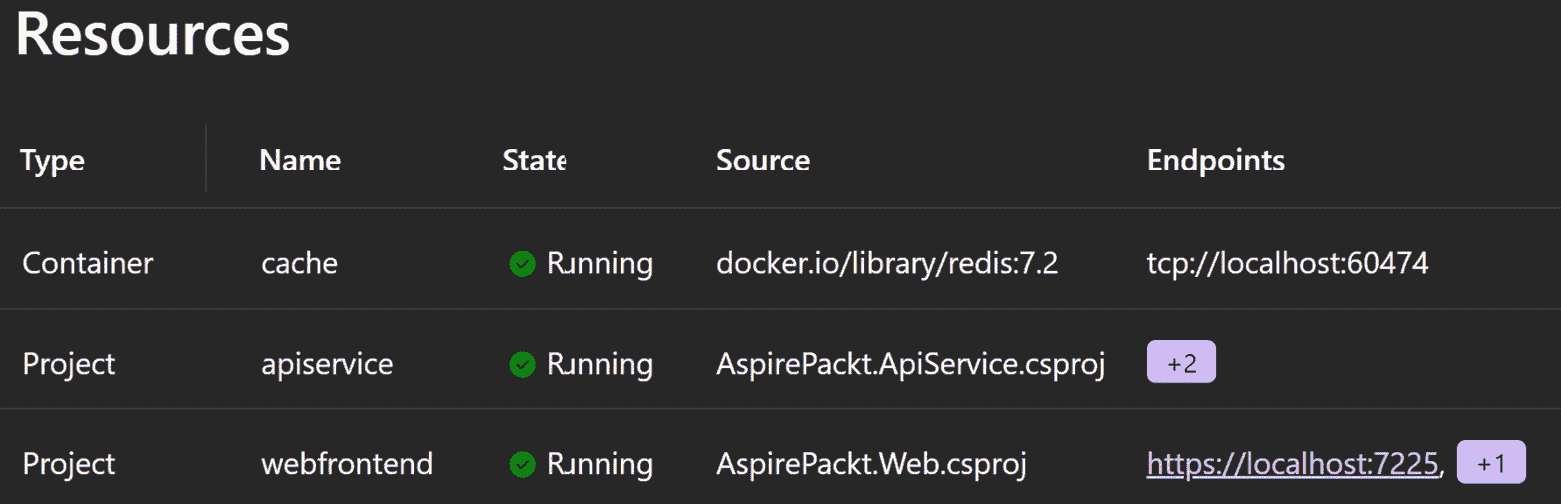 Resources
Type Name State Source Endpoints
Container cache Running docker.io/library/redis:7.2 tcp://localhost:60474
Project apiservice Running AspirePackt.ApiService.csproj +2
Project webfrontend Running AspirePackt.Web.csproj https://localhost:7225, +1